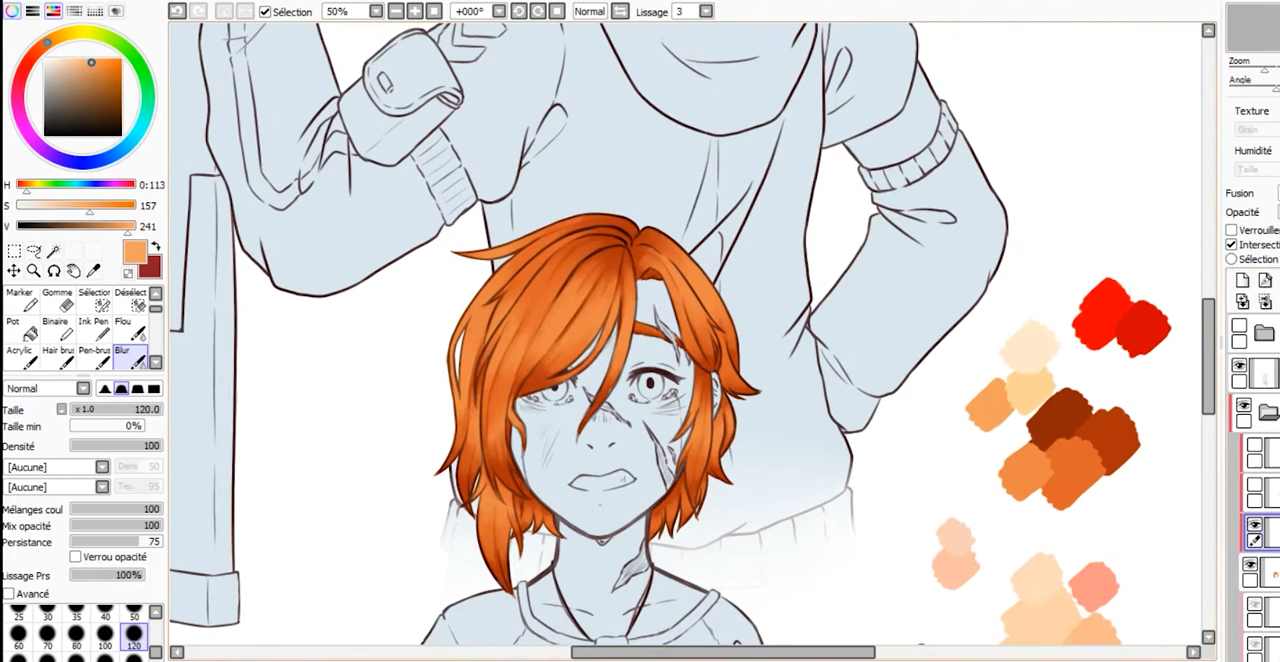 Sélection 50% +000° Normal Lissage 3
H 0:113
S 157
V 241
Marker Gomme Sélection Désélect
Pot Binaire Ink Pen Flou
Acrylic Hair brus Pen-brus Blur
Normal
Taille x 1.0 120.0
Taille min 0%
Densité 100
[Aucune] Dens 50
[Aucune] Tex. 95
Mélanges coul 100
Mix opacité 100
Persistance 75
Verrou opacité
Lissage Prs 100%
Avancé
25 30 35 40 50
60 70 80 100 120
Zoom
Angle
Texture
Grain
Humidité
Taille
Fusion
Opacité
Verrouille
Intersecti
Sélection